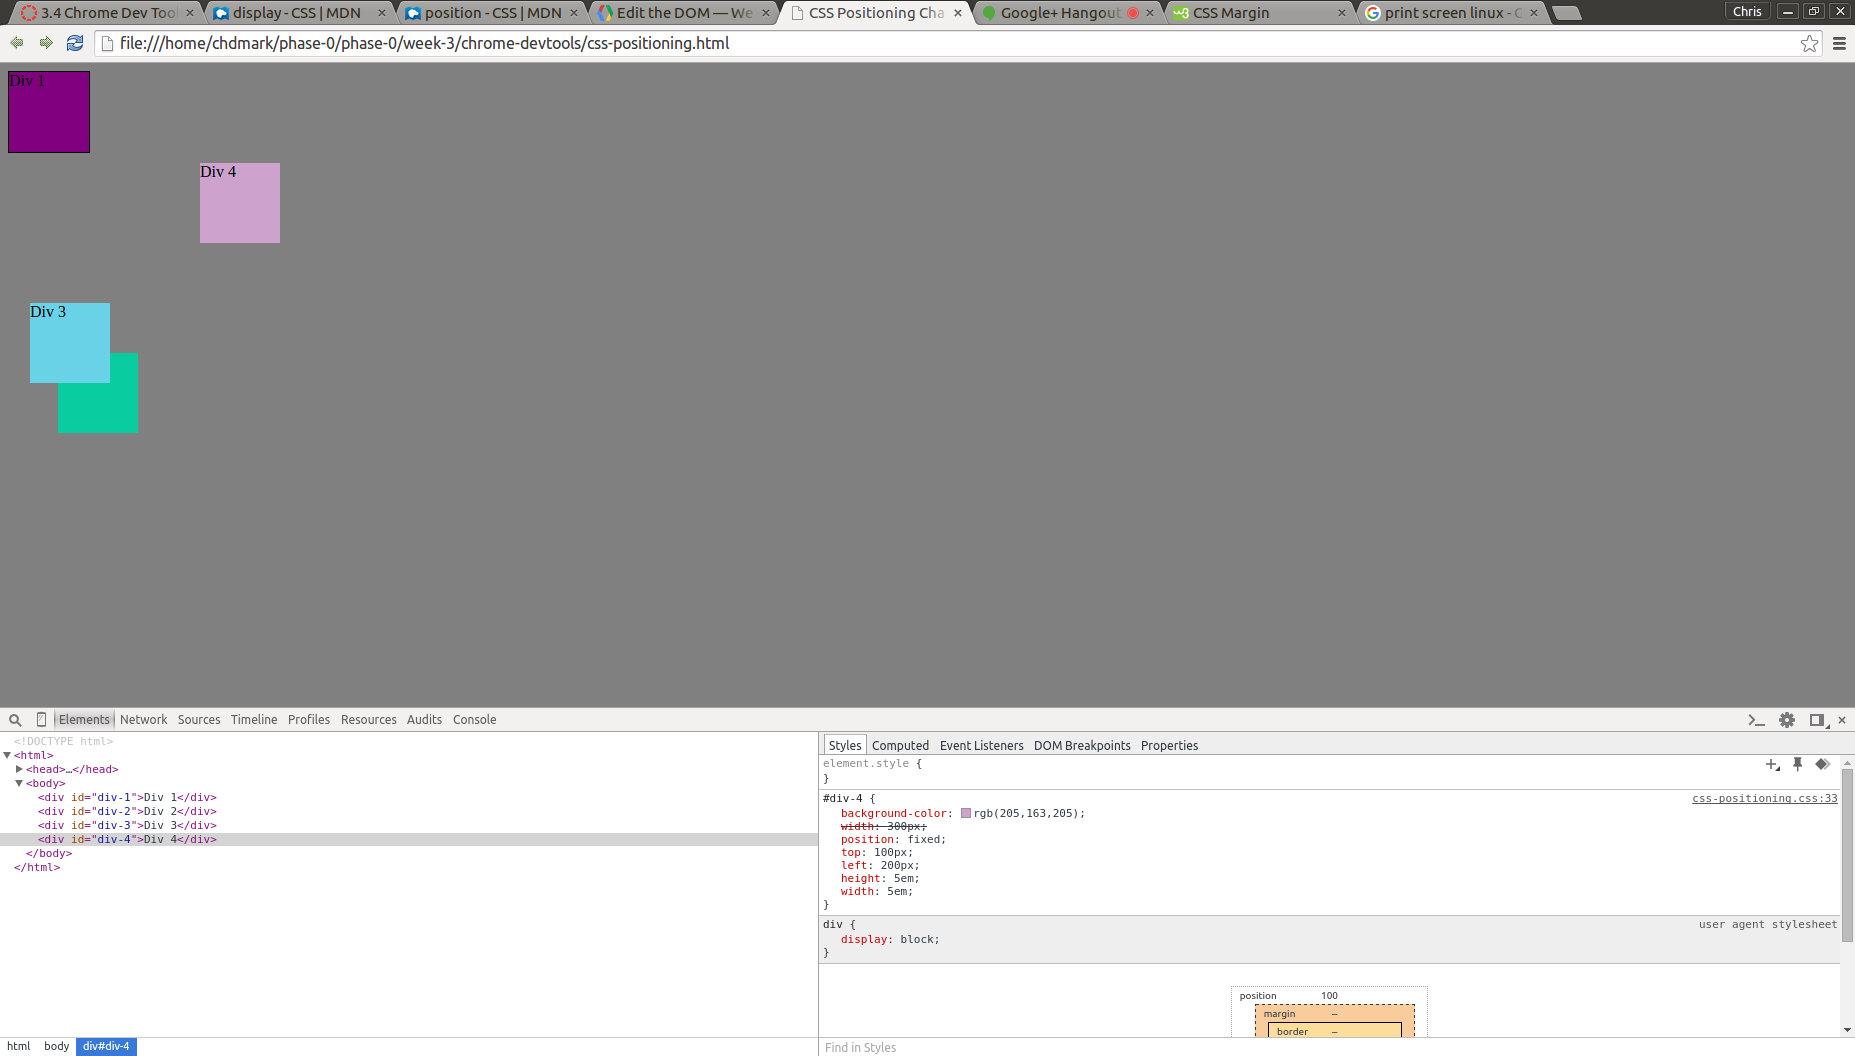 3.4 Chrome Dev Tool
display - CSS | MDN
position - CSS | MDN
Edit the DOM — We
CSS Positioning Cha
Google+ Hangout
CSS Margin
print screen linux - G
Chris
file:///home/chdmark/phase-0/phase-0/week-3/chrome-devtools/css-positioning.html
Div 1
Div 4
Div 3
Elements Network Sources Timeline Profiles Resources Audits Console
<!DOCTYPE html>
<html>
<head>…</head>
<body>
<div id="div-1">Div 1</div>
<div id="div-2">Div 2</div>
<div id="div-3">Div 3</div>
<div id="div-4">Div 4</div>
</body>
</html>
html body div#div-4
Styles Computed Event Listeners DOM Breakpoints Properties
element.style {
}
#div-4 { css-positioning.css:33
background-color: rgb(205,163,205);
width: 300px;
position: fixed;
top: 100px;
left: 200px;
height: 5em;
width: 5em;
}
div { user agent stylesheet
display: block;
}
position 100
margin –
border –
Find in Styles